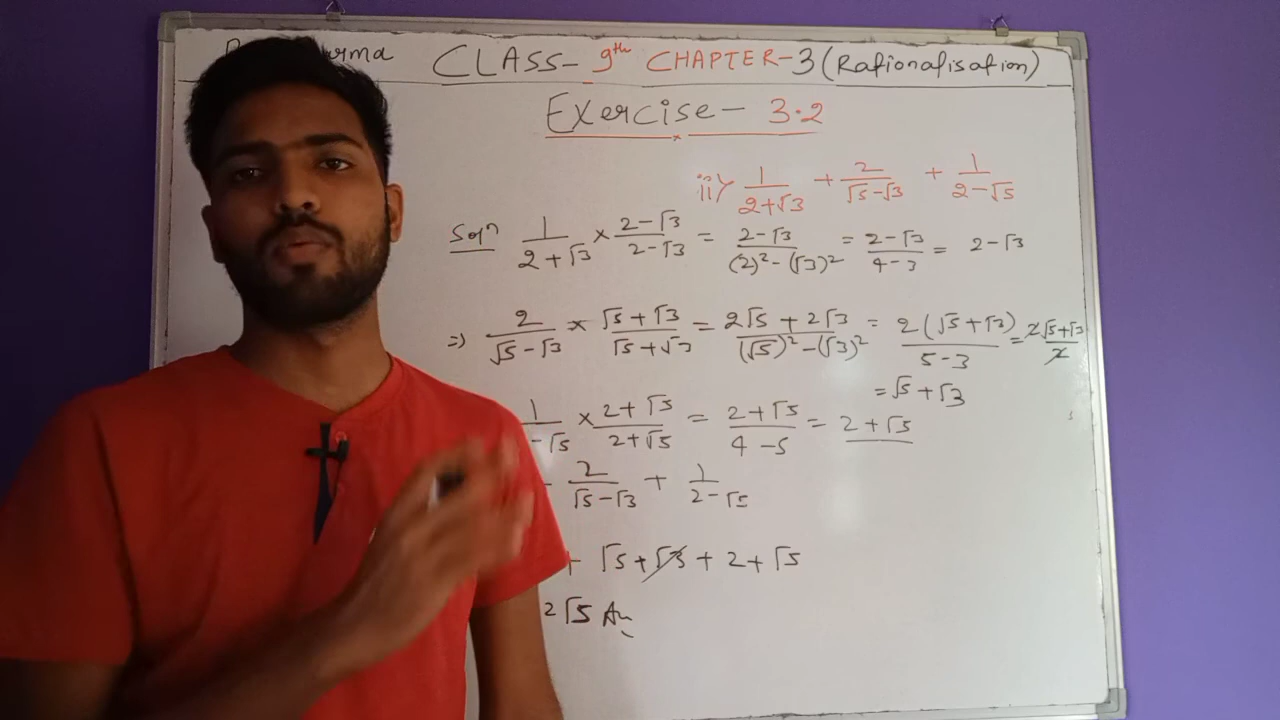 CLASS- 9th CHAPTER-3 (Rationalisation)
Exercise- 3.2
ii) 1/2+√3 + 2/√5-√3 + 1/2-√5
Soln 1/2+√3 × 2-√3/2-√3 = 2-√3/(2)²-(√3)² = 2-√3/4-3 = 2-√3
=> 2/√5-√3 × √5+√3/√5+√3 = 2√5+2√3/(√5)²-(√3)² = 2(√5+√3)/5-3 = 2√5+√3/2
= √5+√3
1/-√5 × 2+√5/2+√5 = 2+√5/4-5 = 2+√5
2/√5-√3 + 1/2-√5
+ √5+√3+2+√5
2√5 Ans